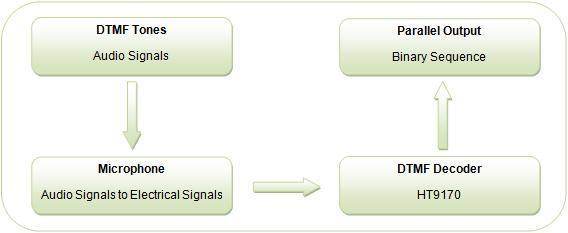 DTMF Tones
Audio Signals
Microphone
Audio Signals to Electrical Signals
DTMF Decoder
HT9170
Parallel Output
Binary Sequence